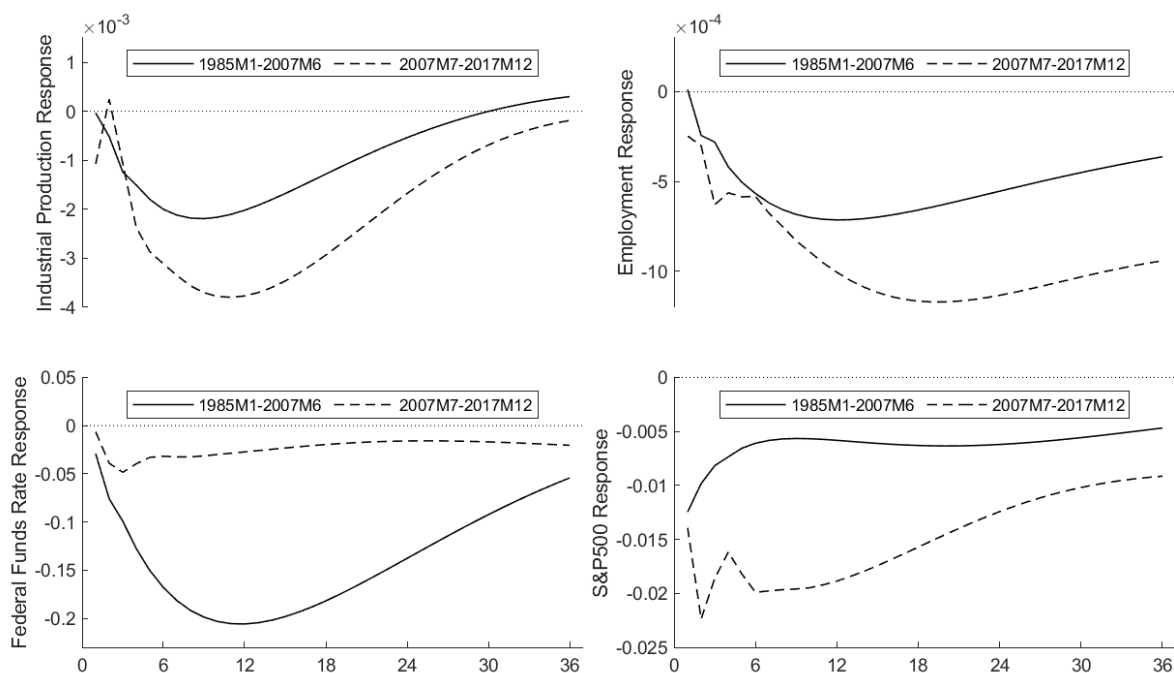 ×10⁻³
Industrial Production Response
1
0
-1
-2
-3
-4
1985M1-2007M6 2007M7-2017M12
×10⁻⁴
Employment Response
0
-5
-10
1985M1-2007M6 2007M7-2017M12
Federal Funds Rate Response
0.05
0
-0.05
-0.1
-0.15
-0.2
1985M1-2007M6 2007M7-2017M12
0 6 12 18 24 30 36
S&P500 Response
0
-0.005
-0.01
-0.015
-0.02
-0.025
1985M1-2007M6 2007M7-2017M12
0 6 12 18 24 30 36